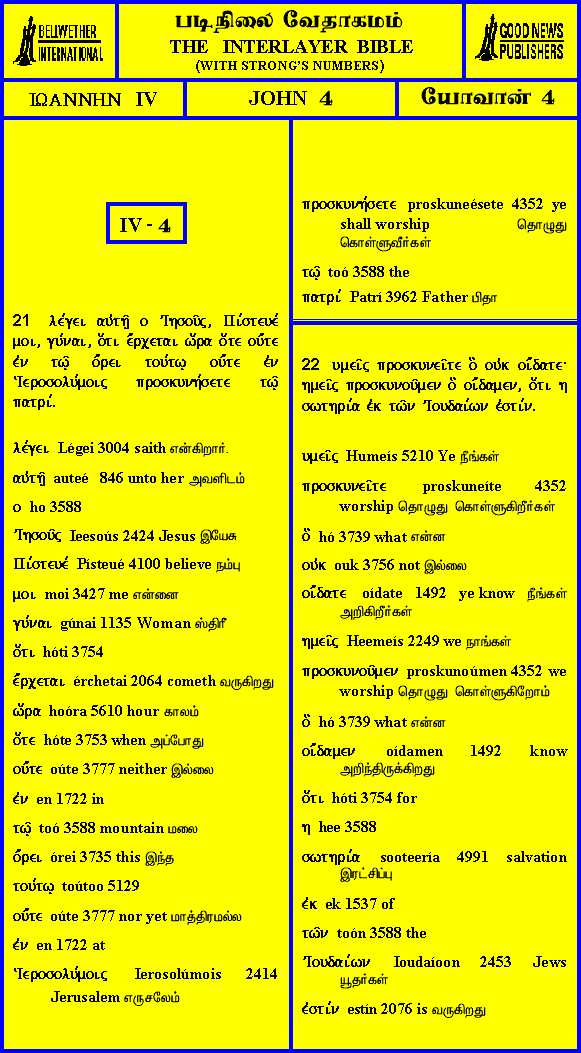 BELLWETHER
INTERNATIONAL
படிநிலை வேதாகமம்
THE INTERLAYER BIBLE
(WITH STRONG'S NUMBERS)
GOOD NEWS
PUBLISHERS
ΙΩΑΝΝΗΝ IV
JOHN 4
யோவான் 4
IV - 4
21 λέγει αὐτῇ ο Ἰησοῦς, Πίστευέ
μοι, γύναι, ὅτι ἔρχεται ὥρα ὅτε οὔτε
ἐν τῷ ὄρει τούτῳ οὔτε ἐν
Ἱεροσολύμοις προσκυνήσετε τῷ
πατρί.
λέγει Légei 3004 saith என்கிறார்.
αὐτῇ auteé 846 unto her அவளிடம்
ο ho 3588
Ἰησοῦς Ieesoús 2424 Jesus இயேசு
Πίστευέ Písteué 4100 believe நம்பு
μοι moi 3427 me என்னை
γύναι gúnai 1135 Woman ஸ்திரீ
ὅτι hóti 3754
ἔρχεται érchetai 2064 cometh வருகிறது
ὥρα hoóra 5610 hour காலம்
ὅτε hóte 3753 when அப்போது
οὔτε oúte 3777 neither இல்லை
ἐν en 1722 in
τῷ toó 3588 mountain மலை
ὄρει órei 3735 this இந்த
τούτῳ toútoo 5129
οὔτε oúte 3777 nor yet மாத்திரமல்ல
ἐν en 1722 at
Ἱεροσολύμοις Ierosolúmois 2414
Jerusalem எருசலேம்
προσκυνήσετε proskuneésete 4352 ye
shall worship தொழுது
கொள்ளுவீர்கள்
τῷ toó 3588 the
πατρί Patrí 3962 Father பிதா
22 υμεῖς προσκυνεῖτε ὃ οὐκ οἴδατε·
ημεῖς προσκυνοῦμεν ὃ οἴδαμεν, ὅτι η
σωτηρία ἐκ τῶν Ἰουδαίων ἐστίν.
υμεῖς Humeís 5210 Ye நீங்கள்
προσκυνεῖτε proskuneíte 4352
worship தொழுது கொள்ளுகிறீர்கள்
ὃ hó 3739 what என்ன
οὐκ ouk 3756 not இல்லை
οἴδατε oídate 1492 ye know நீங்கள்
அறிகிறீர்கள்
ημεῖς Heemeís 2249 we நாங்கள்
προσκυνοῦμεν proskunoúmen 4352 we
worship தொழுது கொள்ளுகிறோம்
ὃ hó 3739 what என்ன
οἴδαμεν oídamen 1492 know
அறிந்திருக்கிறது
ὅτι hóti 3754 for
η hee 3588
σωτηρία sooteería 4991 salvation
இரட்சிப்பு
ἐκ ek 1537 of
τῶν toón 3588 the
Ἰουδαίων Ioudaíoon 2453 Jews
யூதர்கள்
ἐστίν estín 2076 is வருகிறது